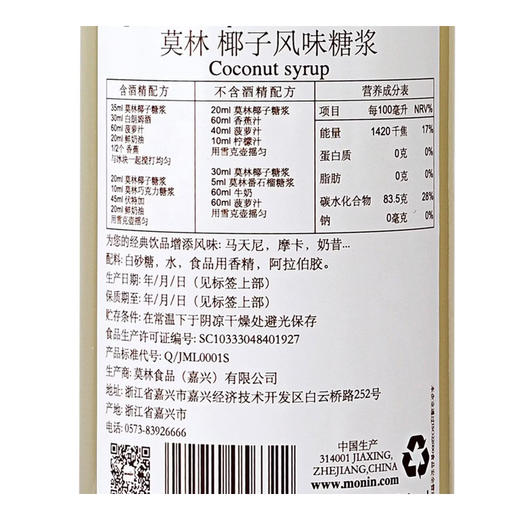 莫林 椰子风味糖浆
Coconut syrup
含酒精配方
35ml 莫林椰子糖浆
30ml 白朗姆酒
60ml 菠萝汁
20ml 鲜奶油
1/2个 香蕉
与冰块一起搅打均匀
20ml 莫林椰子糖浆
10ml 莫林巧克力糖浆
45ml 伏特加
20ml 鲜奶油
用雪克壶摇匀
不含酒精配方
20ml 莫林椰子糖浆
60ml 香蕉汁
40ml 菠萝汁
10ml 柠檬汁
用雪克壶摇匀
30ml 莫林椰子糖浆
5ml 莫林番石榴糖浆
60ml 牛奶
60ml 菠萝汁
用雪克壶摇匀
营养成分表
项目 每100毫升 NRV%
能量 1420千焦 17%
蛋白质 0克 0%
脂肪 0克 0%
碳水化合物 83.5克 28%
钠 0毫克 0%
为您的经典饮品增添风味: 马天尼，摩卡，奶昔...
配料: 白砂糖，水，食品用香精，阿拉伯胶。
生产日期: 年/月/日（见标签上部）
保质期至: 年/月/日（见标签上部）
贮存条件: 在常温下于阴凉干燥处避光保存
食品生产许可证编号: SC10333048401927
产品标准代号: Q/JML0001S
生产商: 莫林食品（嘉兴）有限公司
地址: 浙江省嘉兴市嘉兴经济技术开发区白云桥路252号
产地: 浙江省嘉兴市
电话: 0573-83926666
中国生产
314001 JIAXING,
ZHEJIANG,CHINA
www.monin.com